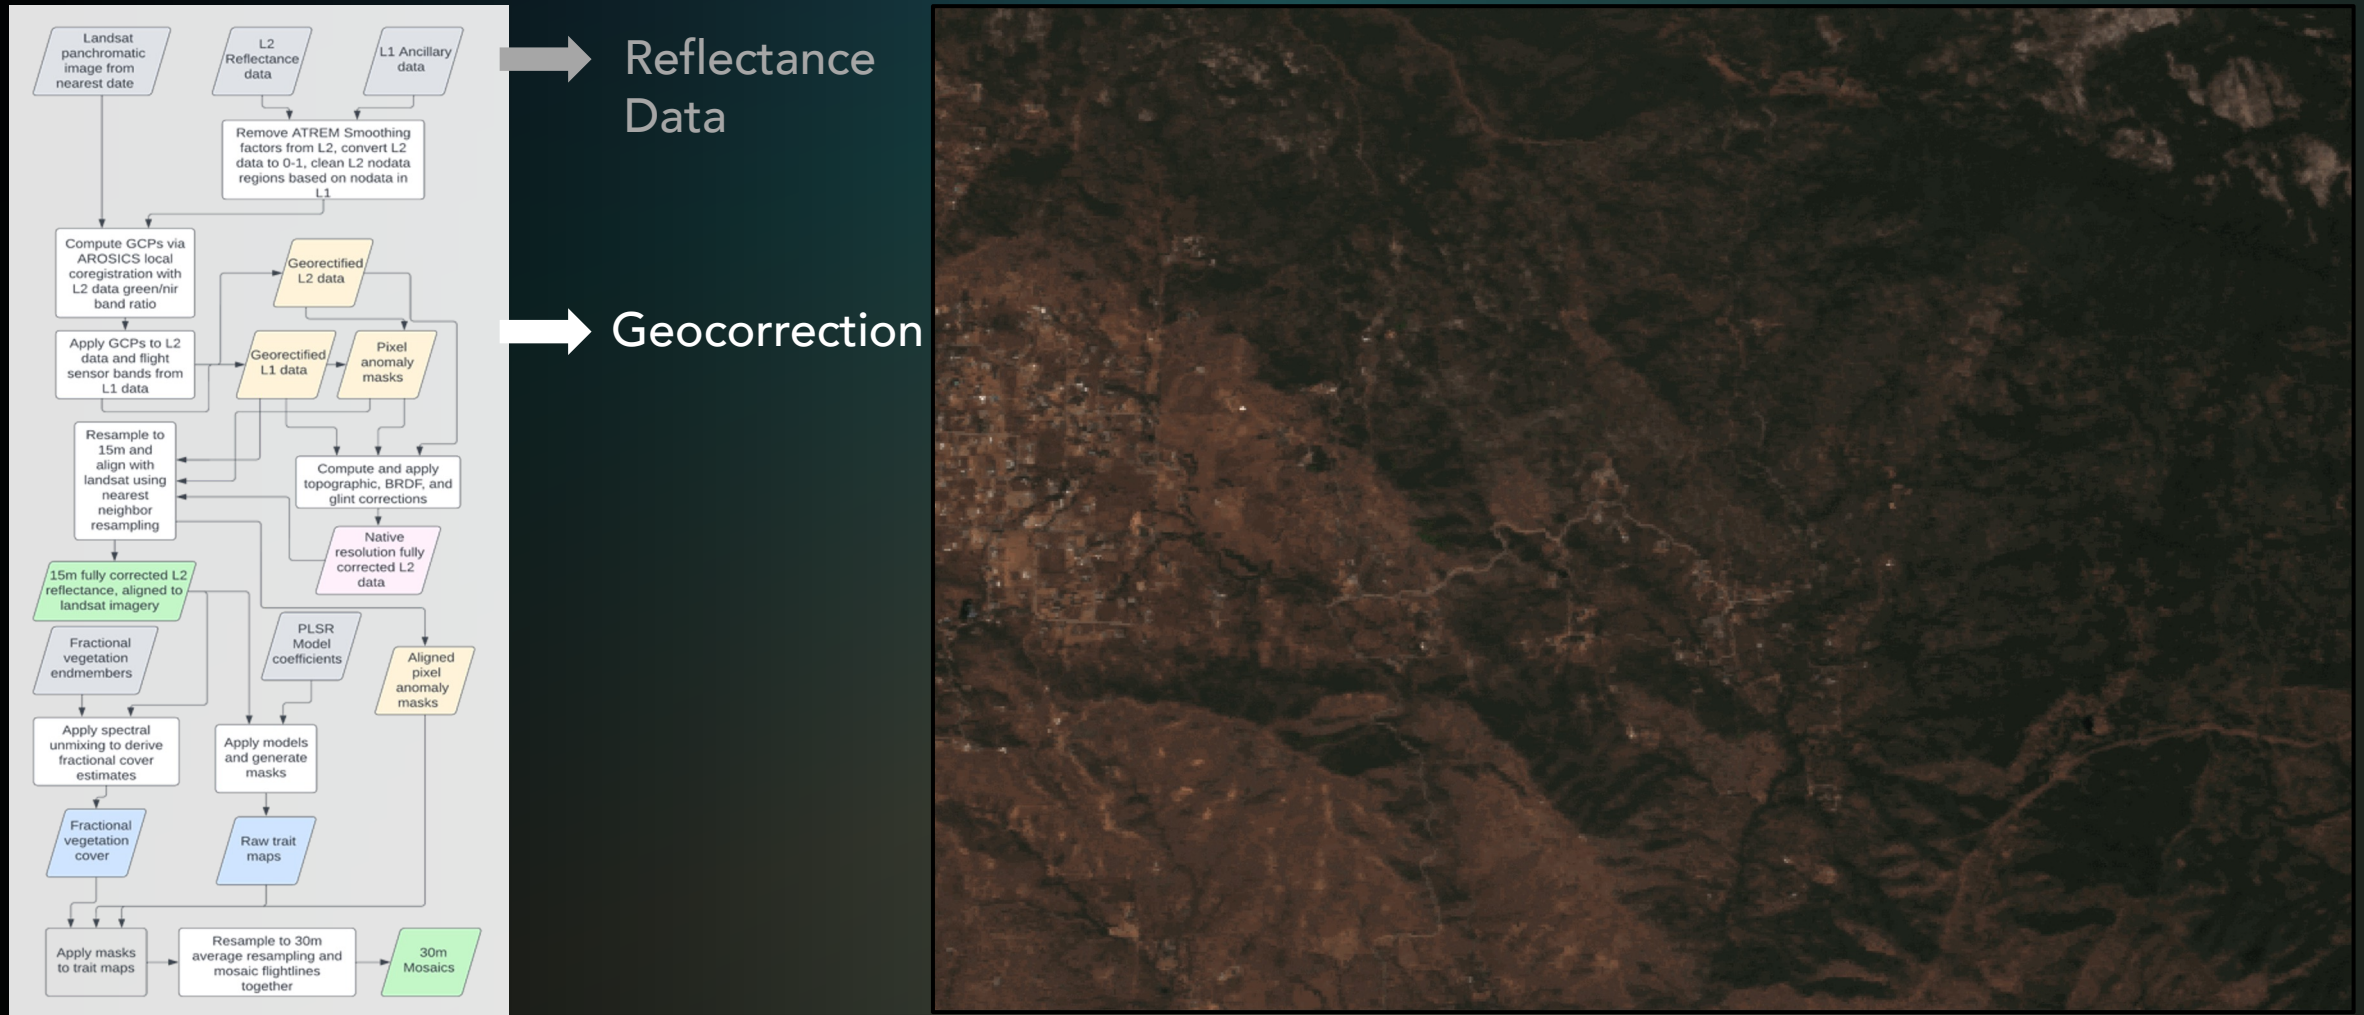 Landsat
panchromatic
image from
nearest date
L2
Reflectance
data
L1 Ancillary
data
Remove ATREM Smoothing
factors from L2, convert L2
data to 0-1, clean L2 nodata
regions based on nodata in
L1
Compute GCPs via
AROSICS local
coregistration with
L2 data green/nir
band ratio
Georectified
L2 data
Apply GCPs to L2
data and flight
sensor bands from
L1 data
Georectified
L1 data
Pixel
anomaly
masks
Resample to
15m and
align with
landsat using
nearest
neighbor
resampling
Compute and apply
topographic, BRDF, and
glint corrections
Native
resolution fully
corrected L2
data
15m fully corrected L2
reflectance, aligned to
landsat imagery
Fractional
vegetation
endmembers
PLSR
Model
coefficients
Aligned
pixel
anomaly
masks
Apply spectral
unmixing to derive
fractional cover
estimates
Apply models
and generate
masks
Fractional
vegetation
cover
Raw trait
maps
Apply masks
to trait maps
Resample to 30m
average resampling and
mosaic flightlines
together
30m
Mosaics
Reflectance
Data
Geocorrection